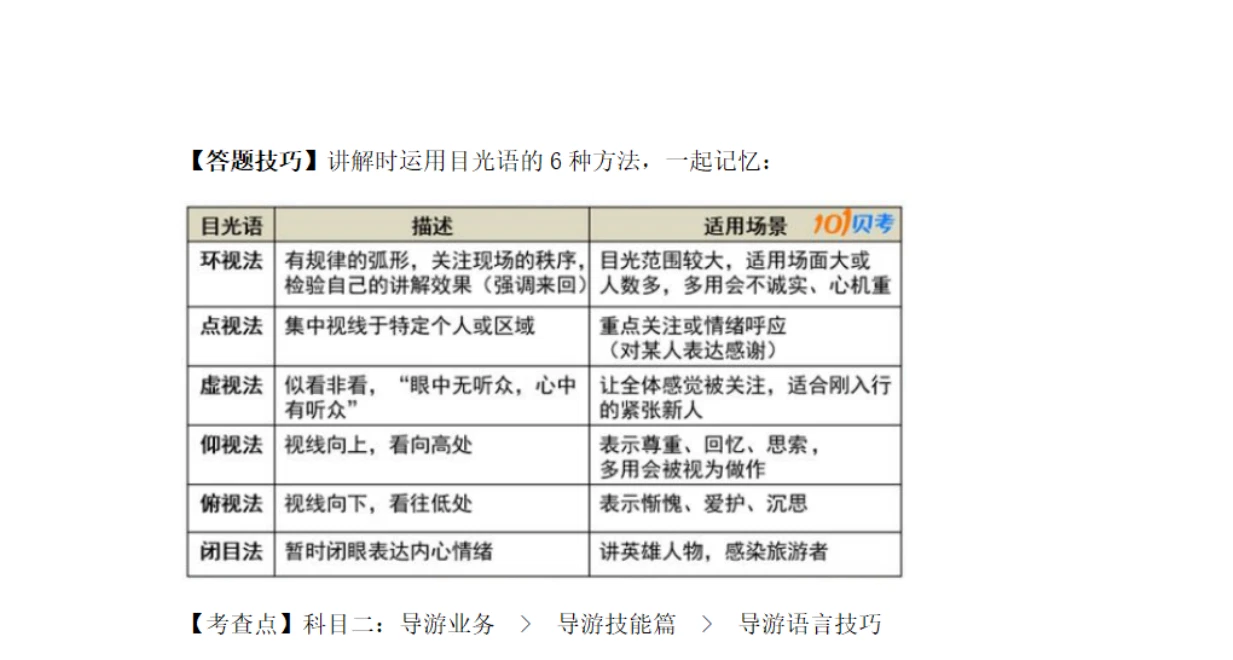 【答题技巧】讲解时运用目光语的 6 种方法，一起记忆：
目光语 描述 适用场景 101贝考
环视法 有规律的弧形，关注现场的秩序，检验自己的讲解效果（强调来回） 目光范围较大，适用场面大或人数多，多用会不诚实、心机重
点视法 集中视线于特定个人或区域 重点关注或情绪呼应（对某人表达感谢）
虚视法 似看非看，“眼中无听众，心中有听众” 让全体感觉被关注，适合刚入行的紧张新人
仰视法 视线向上，看向高处 表示尊重、回忆、思索，多用会被视为做作
俯视法 视线向下，看往低处 表示惭愧、爱护、沉思
闭目法 暂时闭眼表达内心情绪 讲英雄人物，感染旅游者
【考查点】科目二：导游业务 > 导游技能篇 > 导游语言技巧